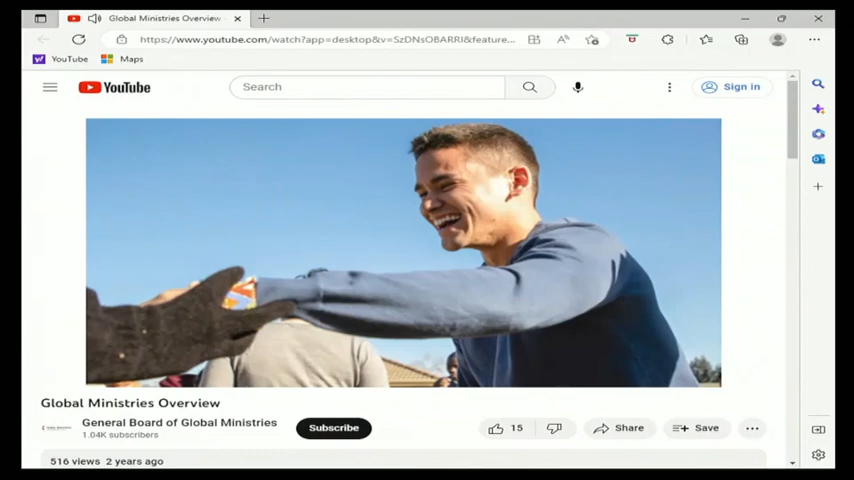 Global Ministries Overview
https://www.youtube.com/watch?app=desktop&v=SzDNsOBARRI&feature...
YouTube Maps
YouTube
Search
Sign in
Global Ministries Overview
General Board of Global Ministries
1.04K subscribers
Subscribe
15
Share
Save
516 views 2 years ago